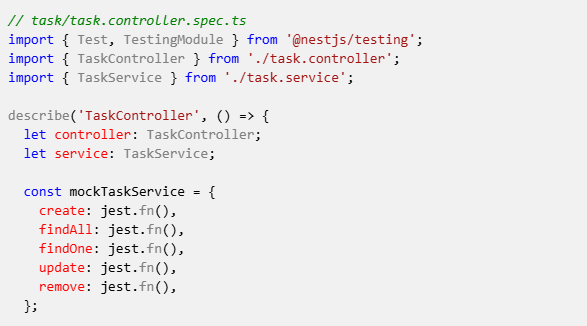 // task/task.controller.spec.ts
import { Test, TestingModule } from '@nestjs/testing';
import { TaskController } from './task.controller';
import { TaskService } from './task.service';

describe('TaskController', () => {
  let controller: TaskController;
  let service: TaskService;

  const mockTaskService = {
    create: jest.fn(),
    findAll: jest.fn(),
    findOne: jest.fn(),
    update: jest.fn(),
    remove: jest.fn(),
  };